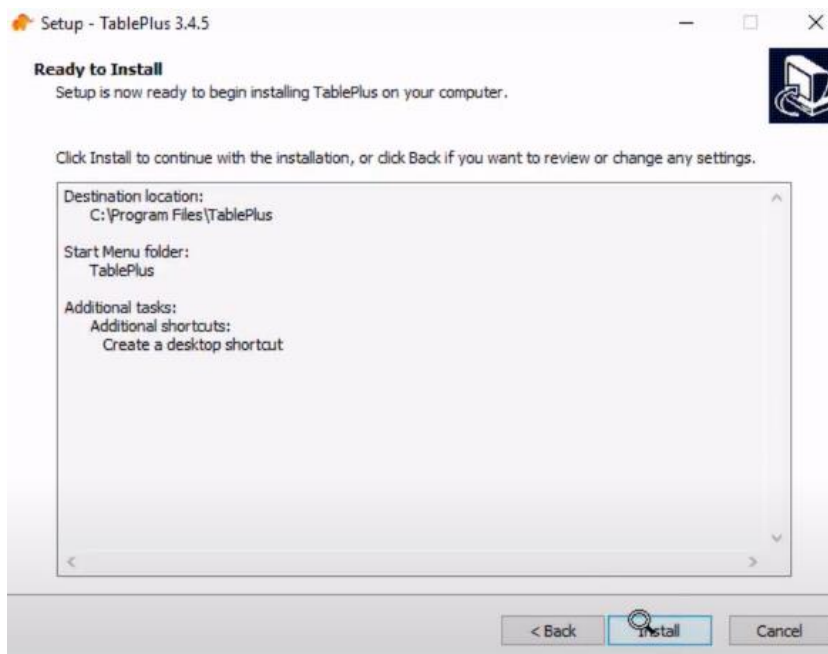 Setup - TablePlus 3.4.5
Ready to Install
Setup is now ready to begin installing TablePlus on your computer.
Click Install to continue with the installation, or click Back if you want to review or change any settings.
Destination location:
C:\Program Files\TablePlus
Start Menu folder:
TablePlus
Additional tasks:
Additional shortcuts:
Create a desktop shortcut
< Back
Install
Cancel